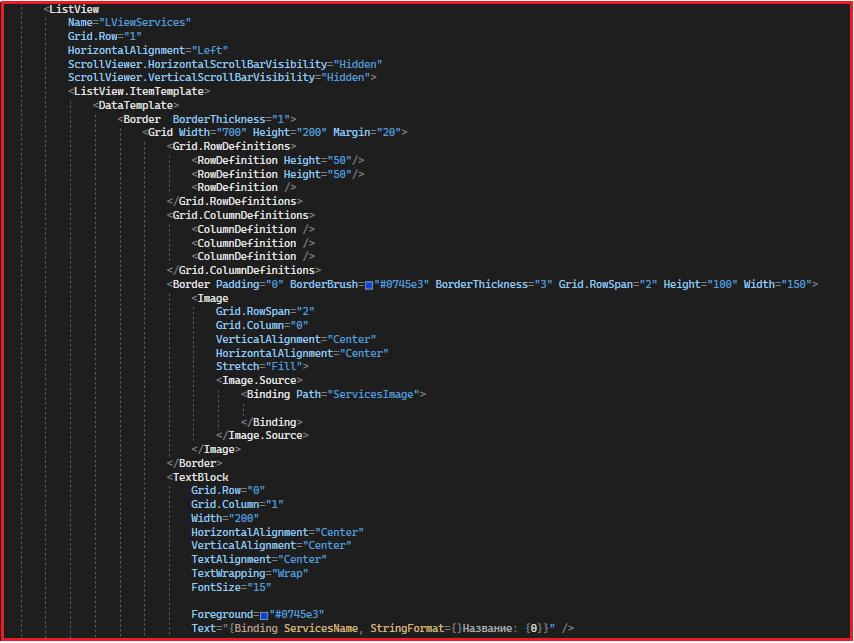 <ListView
Name="LViewServices"
Grid.Row="1"
HorizontalAlignment="Left"
ScrollViewer.HorizontalScrollBarVisibility="Hidden"
ScrollViewer.VerticalScrollBarVisibility="Hidden">
<ListView.ItemTemplate>
<DataTemplate>
<Border  BorderThickness="1">
<Grid Width="700" Height="200" Margin="20">
<Grid.RowDefinitions>
<RowDefinition Height="50"/>
<RowDefinition Height="50"/>
<RowDefinition />
</Grid.RowDefinitions>
<Grid.ColumnDefinitions>
<ColumnDefinition />
<ColumnDefinition />
<ColumnDefinition />
</Grid.ColumnDefinitions>
<Border Padding="0" BorderBrush="#0745e3" BorderThickness="3" Grid.RowSpan="2" Height="100" Width="150">
<Image
Grid.RowSpan="2"
Grid.Column="0"
VerticalAlignment="Center"
HorizontalAlignment="Center"
Stretch="Fill">
<Image.Source>
<Binding Path="ServicesImage">
</Binding>
</Image.Source>
</Image>
</Border>
<TextBlock
Grid.Row="0"
Grid.Column="1"
Width="200"
HorizontalAlignment="Center"
VerticalAlignment="Center"
TextAlignment="Center"
TextWrapping="Wrap"
FontSize="15"
Foreground="#0745e3"
Text="{Binding ServicesName, StringFormat={}Название: {0}}" />